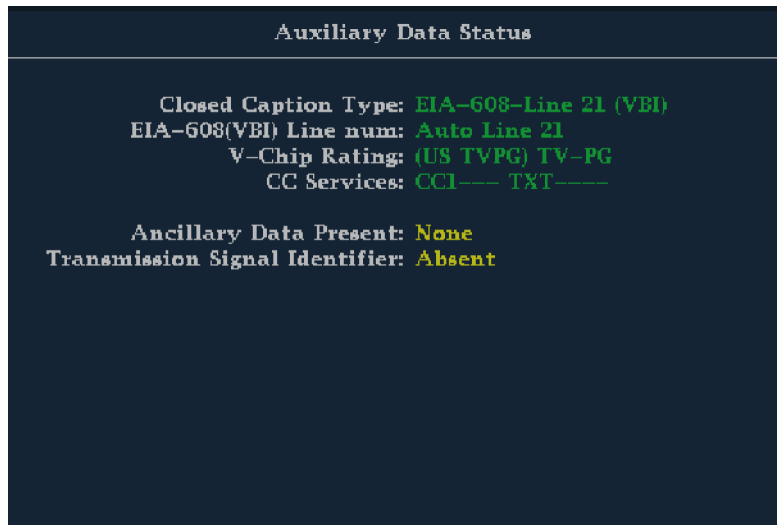 Auxiliary Data Status
Closed Caption Type: EIA-608-Line 21 (VBI)
EIA-608(VBI) Line num: Auto Line 21
V-Chip Rating: (US TVPG) TV-PG
CC Services: CC1--- TXT----
Ancillary Data Present: None
Transmission Signal Identifier: Absent